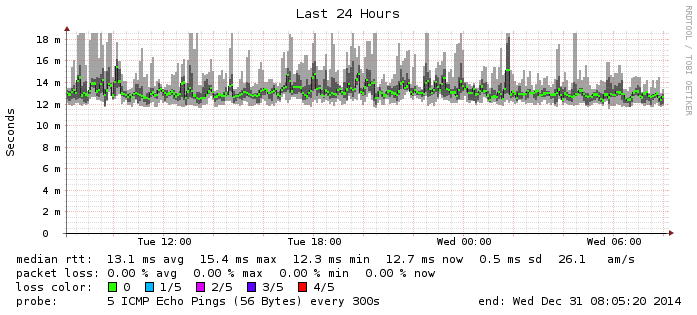 Last 24 Hours
RRDTOOL / TOBI OETIKER
Seconds
18 m
16 m
14 m
12 m
10 m
8 m
6 m
4 m
2 m
0
Tue 12:00 Tue 18:00 Wed 00:00 Wed 06:00
median rtt: 13.1 ms avg 15.4 ms max 12.3 ms min 12.7 ms now 0.5 ms sd 26.1 am/s
packet loss: 0.00 % avg 0.00 % max 0.00 % min 0.00 % now
loss color: 0 1/5 2/5 3/5 4/5
probe: 5 ICMP Echo Pings (56 Bytes) every 300s end: Wed Dec 31 08:05:20 2014